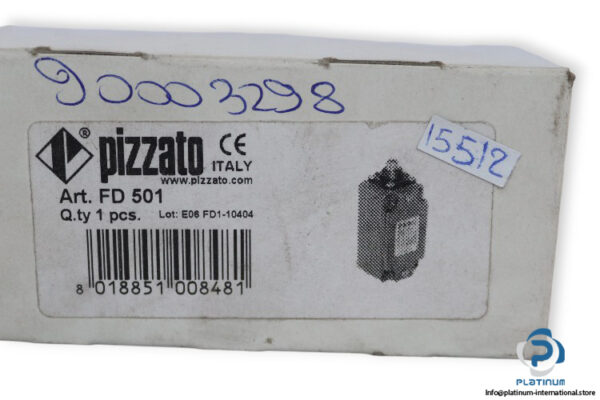 90003298
15512
® pizzato CE
ITALY
www.pizzato.com
Art. FD 501
Q.ty 1 pcs. Lot: E06 FD1-10404
8 018851 008481
PLATINUM
Info@platinum-international.store